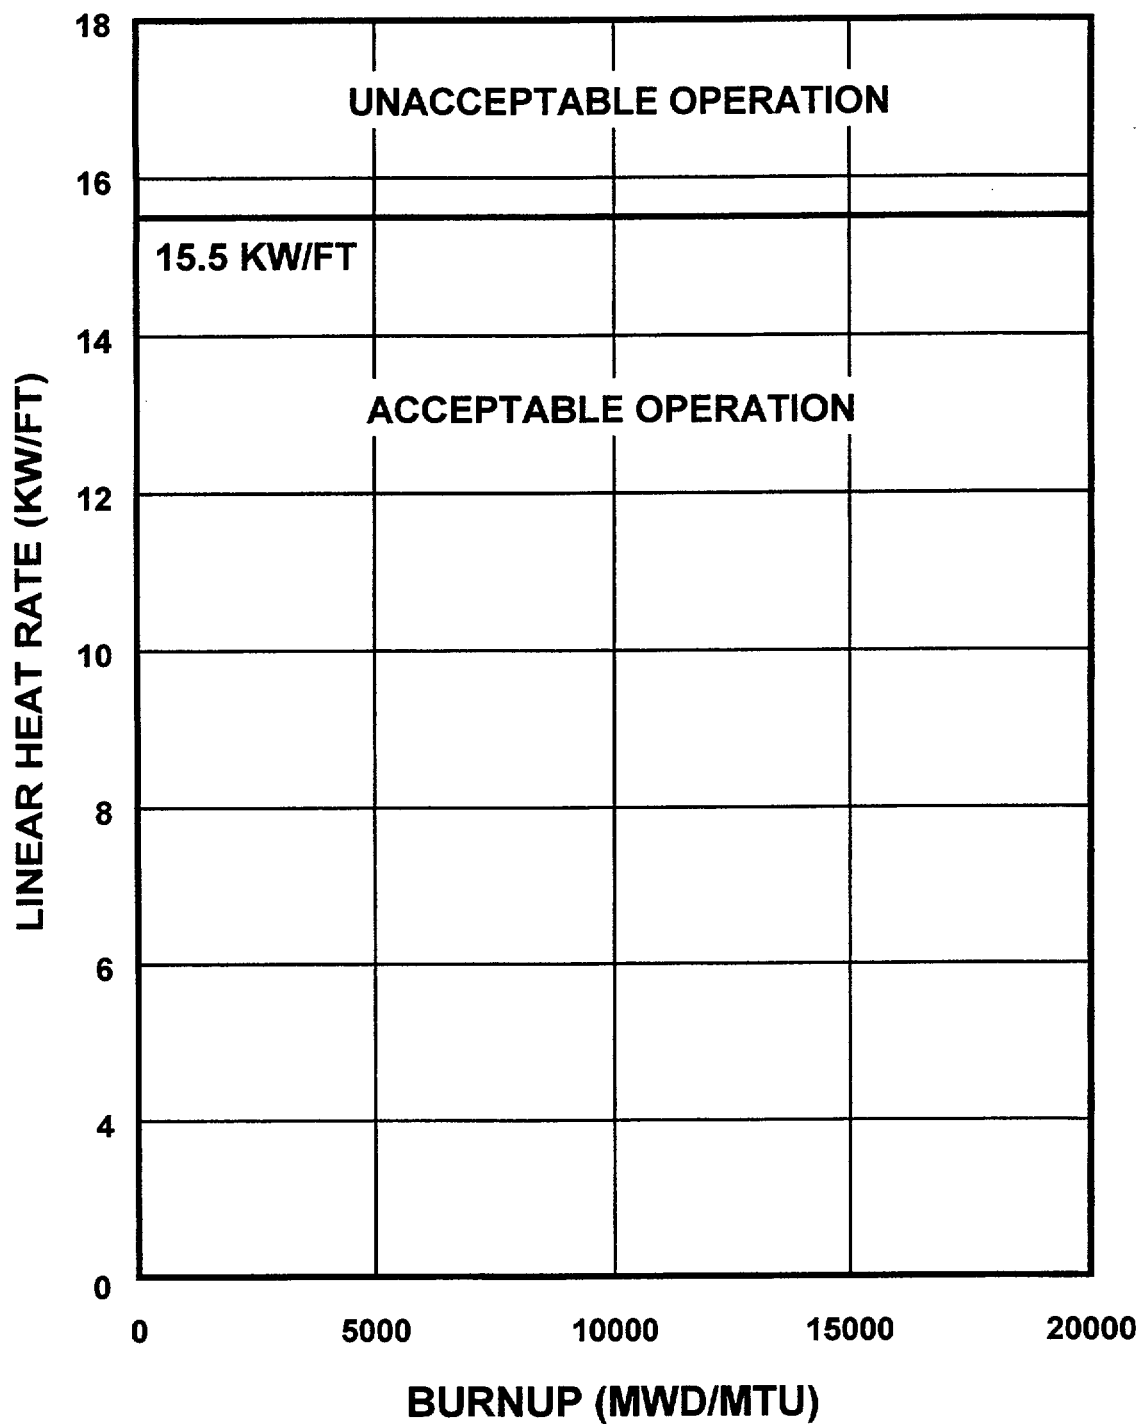 18
UNACCEPTABLE OPERATION
16
15.5 KW/FT
14
ACCEPTABLE OPERATION
12
10
8
6
4
0
LINEAR HEAT RATE (KW/FT)
0 5000 10000 15000 20000
BURNUP (MWD/MTU)